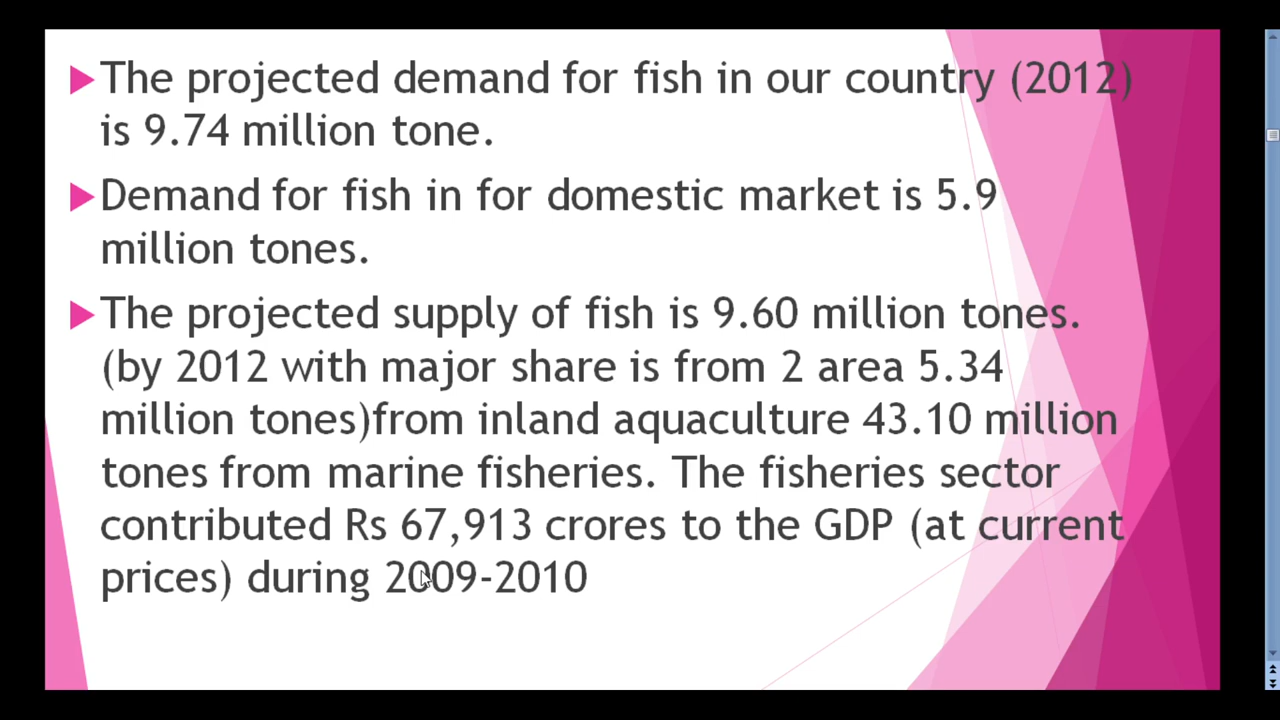 The projected demand for fish in our country (2012)
is 9.74 million tone.
Demand for fish in for domestic market is 5.9
million tones.
The projected supply of fish is 9.60 million tones.
(by 2012 with major share is from 2 area 5.34
million tones)from inland aquaculture 43.10 million
tones from marine fisheries. The fisheries sector
contributed Rs 67,913 crores to the GDP (at current
prices) during 2009-2010